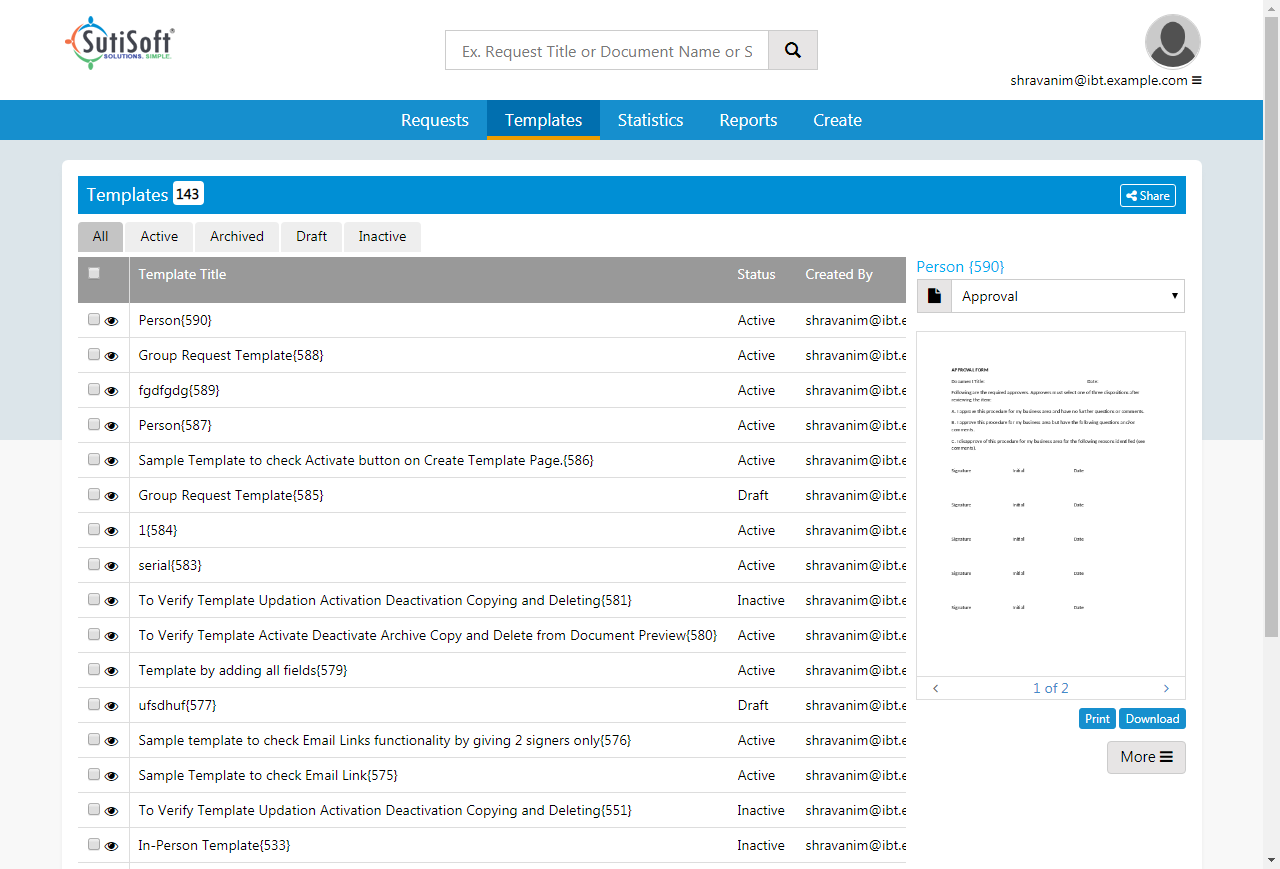 SutiSoft®
SOLUTIONS. SIMPLE.
Ex. Request Title or Document Name or S
shravanim@ibt.example.com
Requests
Templates
Statistics
Reports
Create
Templates 143
Share
All
Active
Archived
Draft
Inactive
Template Title Status Created By
Person{590} Active shravanim@ibt.e
Group Request Template{588} Active shravanim@ibt.e
fgdfgdg{589} Active shravanim@ibt.e
Person{587} Active shravanim@ibt.e
Sample Template to check Activate button on Create Template Page.{586} Active shravanim@ibt.e
Group Request Template{585} Draft shravanim@ibt.e
1{584} Active shravanim@ibt.e
serial{583} Active shravanim@ibt.e
To Verify Template Updation Activation Deactivation Copying and Deleting{581} Inactive shravanim@ibt.e
To Verify Template Activate Deactivate Archive Copy and Delete from Document Preview{580} Active shravanim@ibt.e
Template by adding all fields{579} Active shravanim@ibt.e
ufsdhuf{577} Draft shravanim@ibt.e
Sample template to check Email Links functionality by giving 2 signers only{576} Active shravanim@ibt.e
Sample Template to check Email Link{575} Active shravanim@ibt.e
To Verify Template Updation Activation Deactivation Copying and Deleting{551} Inactive shravanim@ibt.e
In-Person Template{533} Inactive shravanim@ibt.e
Person {590}
Approval
APPROVAL FORM
Document Title: Date:
Following are the required approvers. Approvers must select one of three dispositions after
reviewing the item:
A. I approve this procedure for my business area and have no further questions or comments.
B. I approve this procedure for my business area but have the following questions and/or
comments.
C. I disapprove of this procedure for my business area for the following reasons identified (see
comments).
Signature Initial Date
Signature Initial Date
Signature Initial Date
Signature Initial Date
Signature Initial Date
1 of 2
Print
Download
More